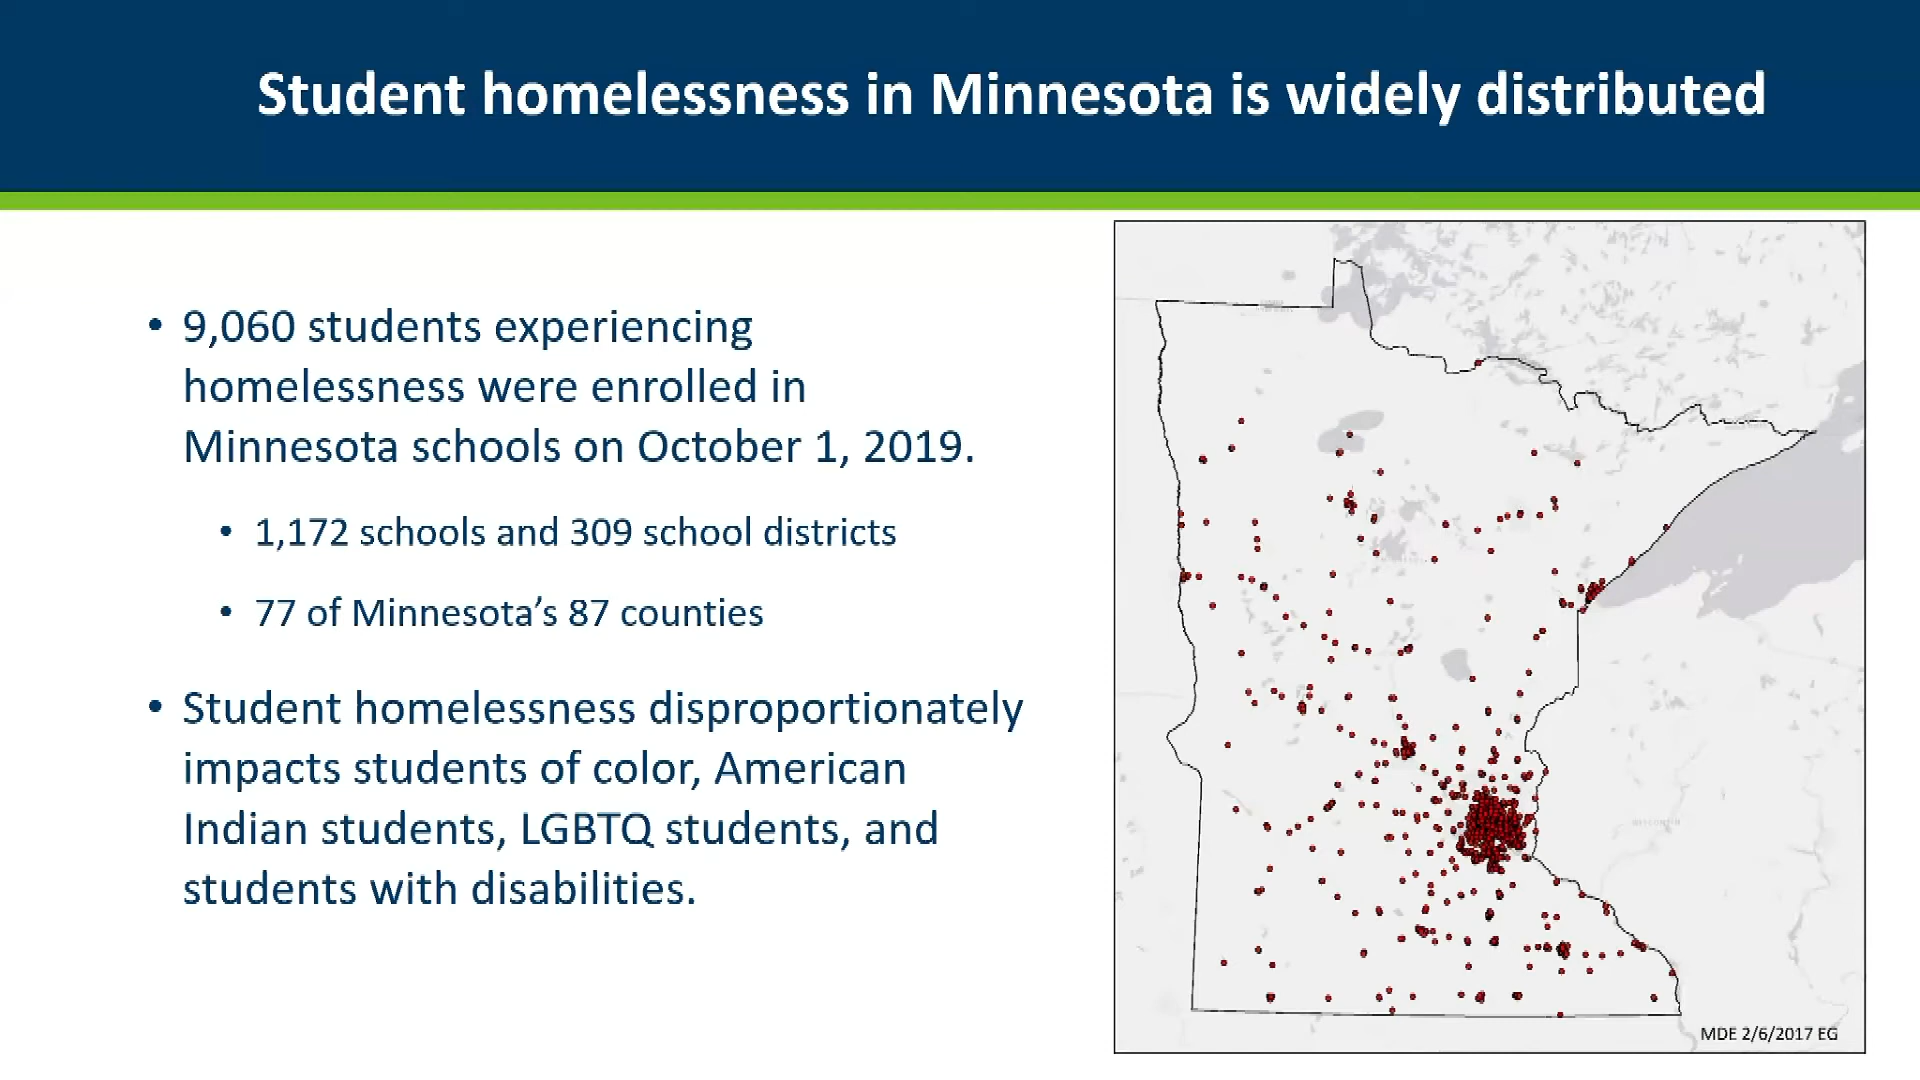 Student homelessness in Minnesota is widely distributed
• 9,060 students experiencing
homelessness were enrolled in
Minnesota schools on October 1, 2019.
• 1,172 schools and 309 school districts
• 77 of Minnesota’s 87 counties
• Student homelessness disproportionately
impacts students of color, American
Indian students, LGBTQ students, and
students with disabilities.
MDE 2/6/2017 EG